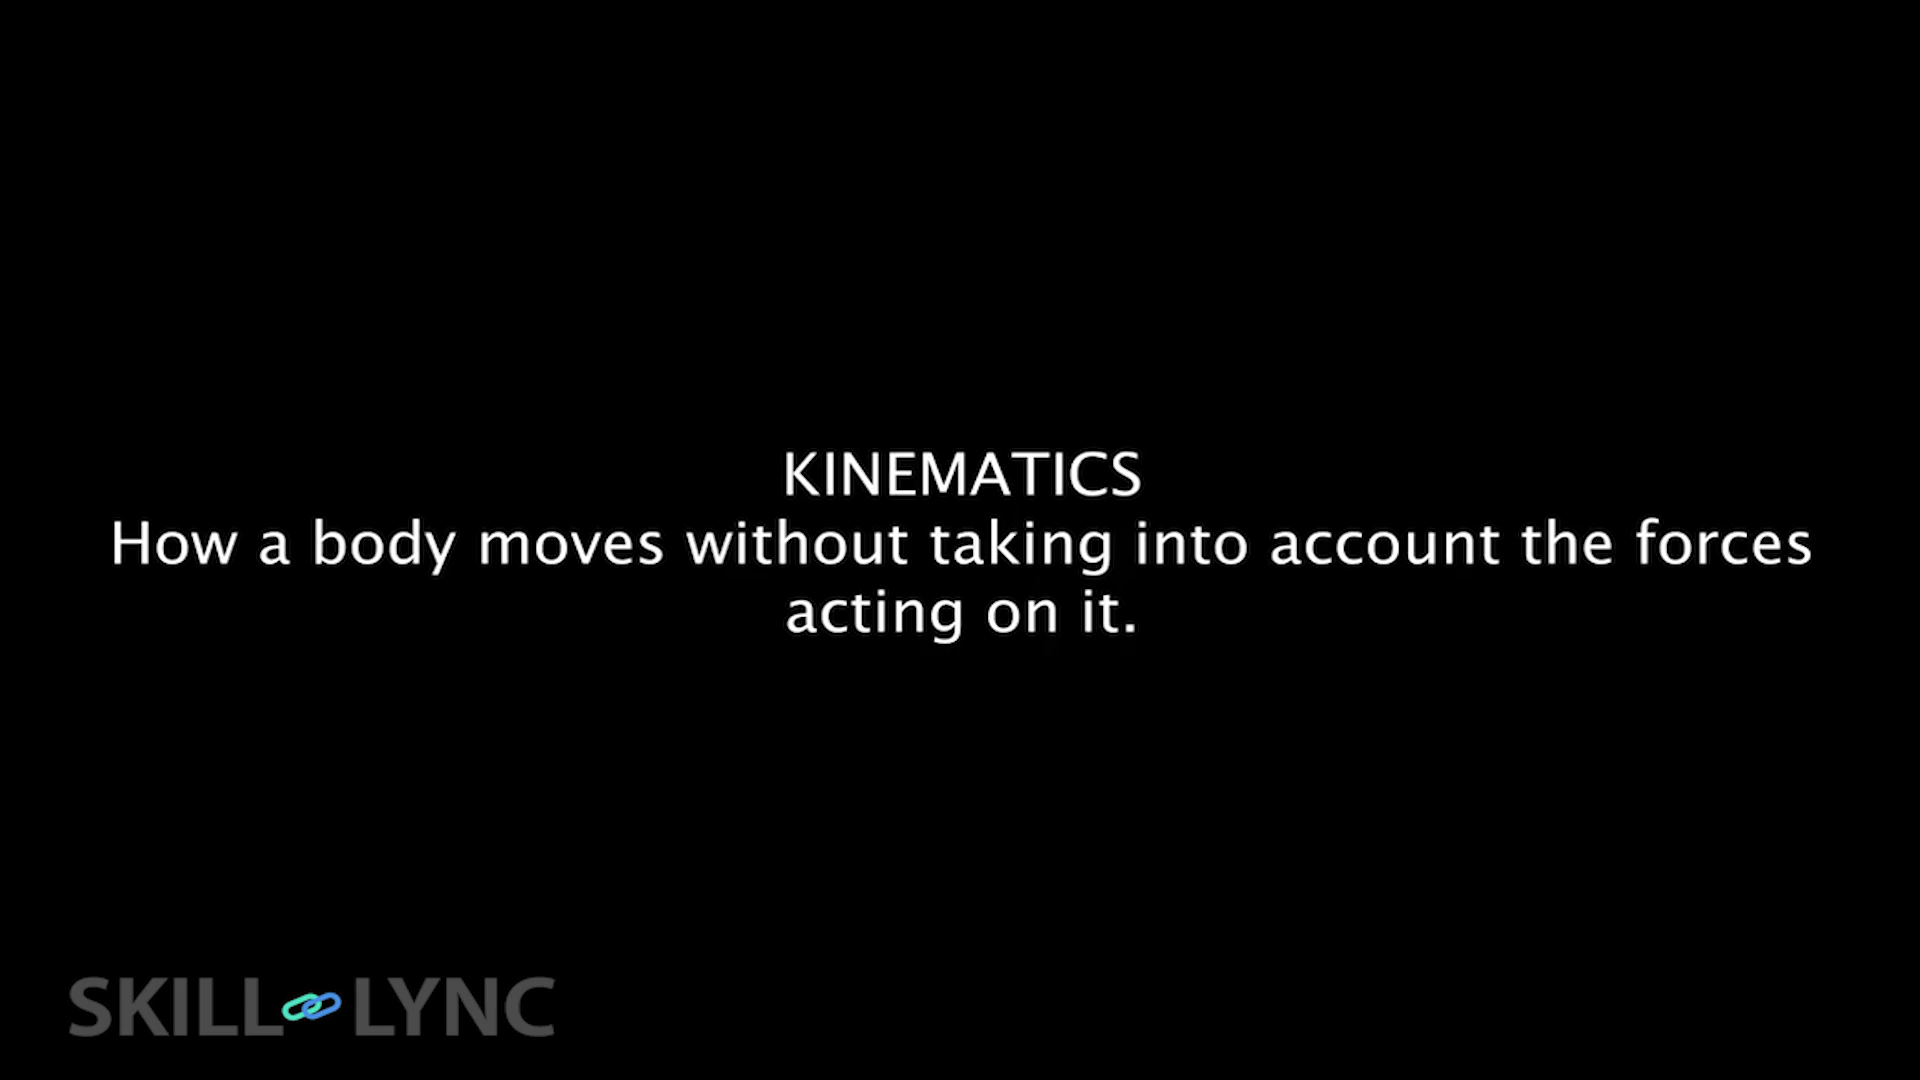 KINEMATICS
How a body moves without taking into account the forces
acting on it.
SKILL LYNC